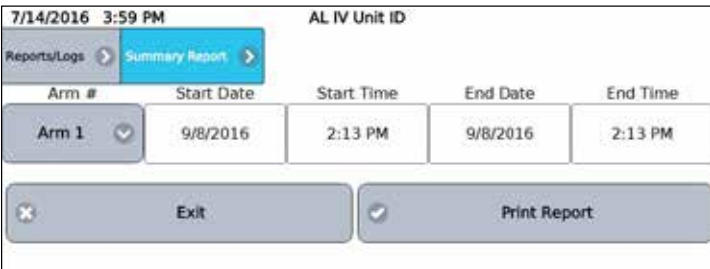 7/14/2016 3:59 PM AL IV Unit ID
Reports/Logs Summary Report
Arm # Start Date Start Time End Date End Time
Arm 1 9/8/2016 2:13 PM 9/8/2016 2:13 PM
Exit Print Report